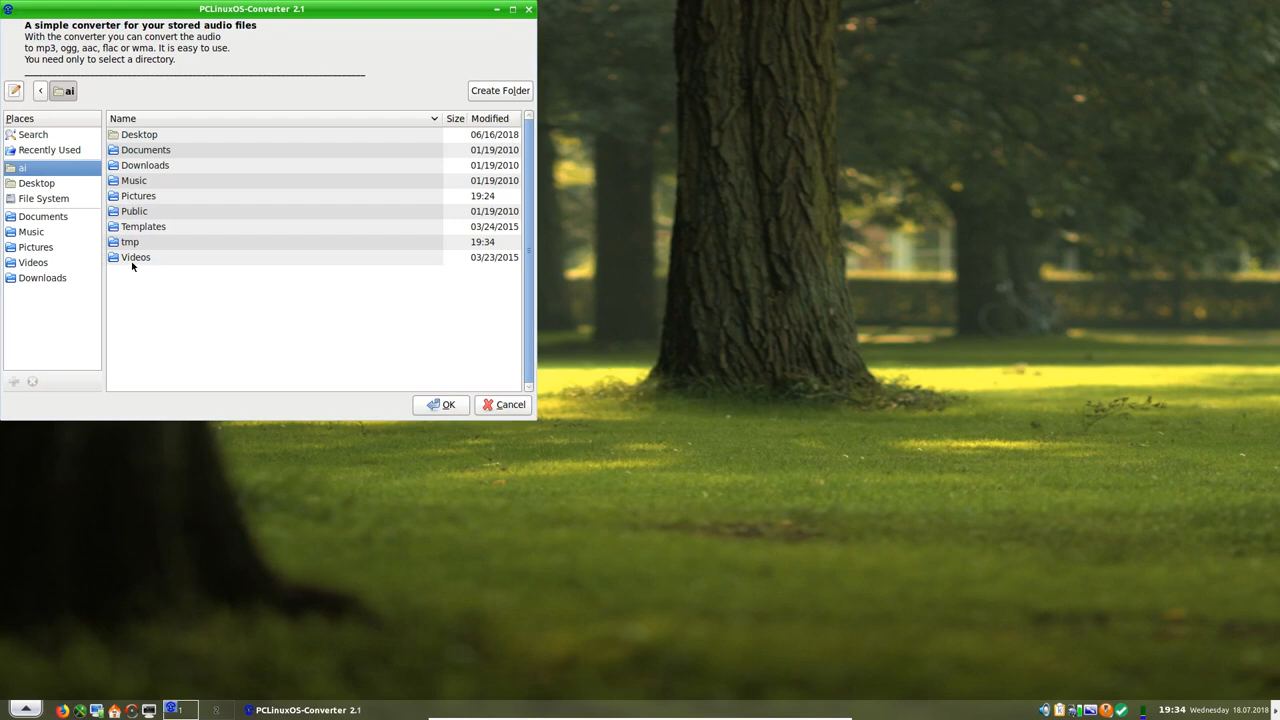 PCLinuxOS-Converter 2.1
A simple converter for your stored audio files
With the converter you can convert the audio
to mp3, ogg, aac, flac or wma. It is easy to use.
You need only to select a directory.
ai
Create Folder
Places
Search
Recently Used
ai
Desktop
File System
Documents
Music
Pictures
Videos
Downloads
Name Size Modified
Desktop 06/16/2018
Documents 01/19/2010
Downloads 01/19/2010
Music 01/19/2010
Pictures 19:24
Public 01/19/2010
Templates 03/24/2015
tmp 19:34
Videos 03/23/2015
OK Cancel
1 2 PCLinuxOS-Converter 2.1 19:34 Wednesday 18.07.2018